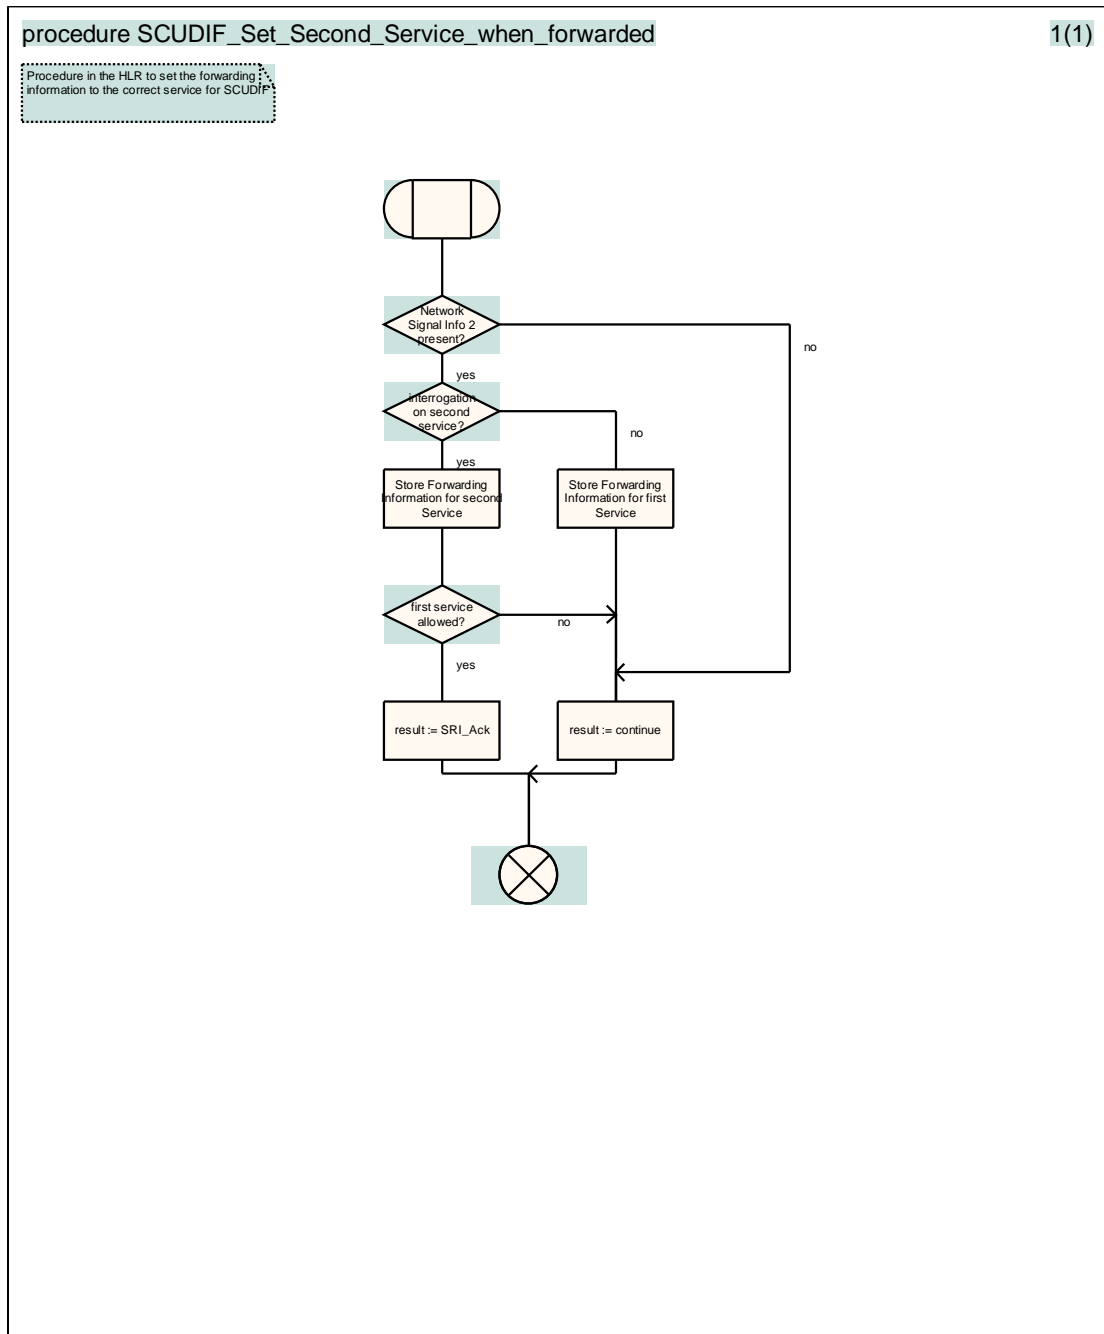 procedure SCUDIF_Set_Second_Service_when_forwarded
1(1)
Procedure in the HLR to set the forwarding
information to the correct service for SCUDIF
Network
Signal Info 2
present?
no
yes
interrogation
on second
service?
no
yes
Store Forwarding
Information for second
Service
Store Forwarding
Information for first
Service
first service
allowed?
no
yes
result := SRI_Ack
result := continue